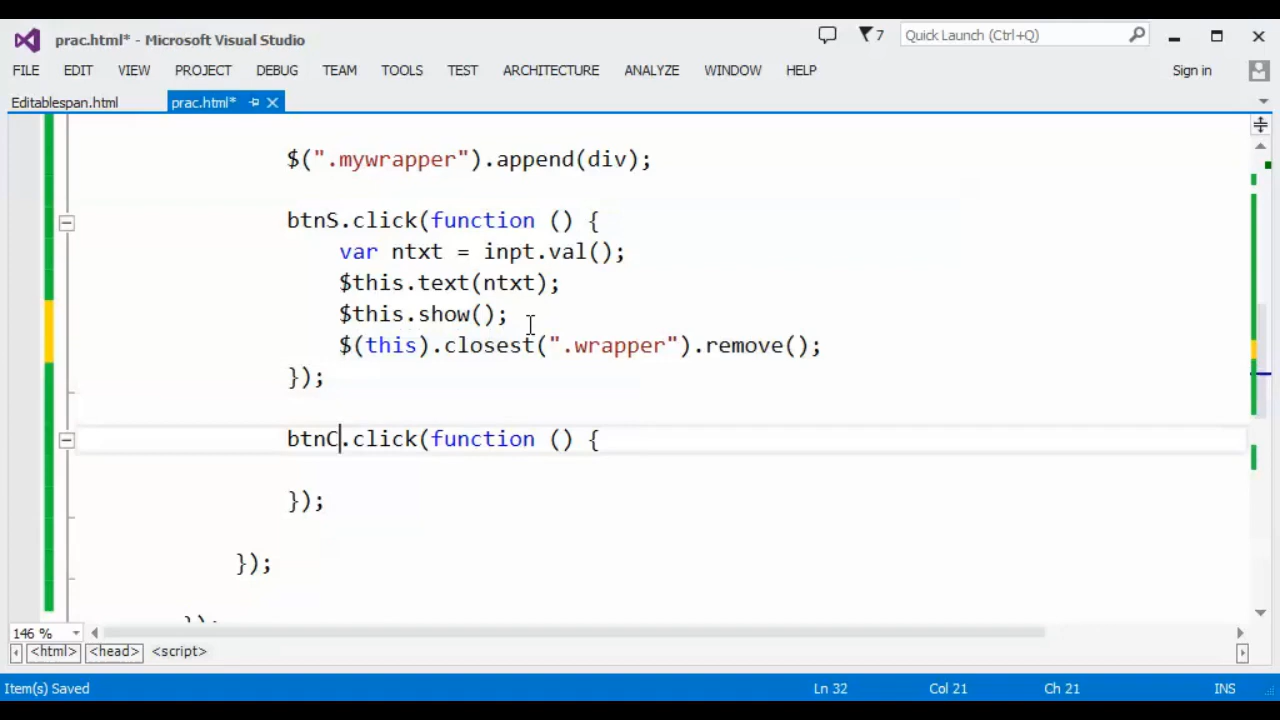 prac.html* - Microsoft Visual Studio
7
Quick Launch (Ctrl+Q)
FILE EDIT VIEW PROJECT DEBUG TEAM TOOLS TEST ARCHITECTURE ANALYZE WINDOW HELP
Sign in
Editablespan.html
prac.html*
$(".mywrapper").append(div);
btnS.click(function () {
var ntxt = inpt.val();
$this.text(ntxt);
$this.show();
$(this).closest(".wrapper").remove();
});
btnC.click(function () {
});
});
});
146 %
<html> <head> <script>
Item(s) Saved
Ln 32
Col 21
Ch 21
INS